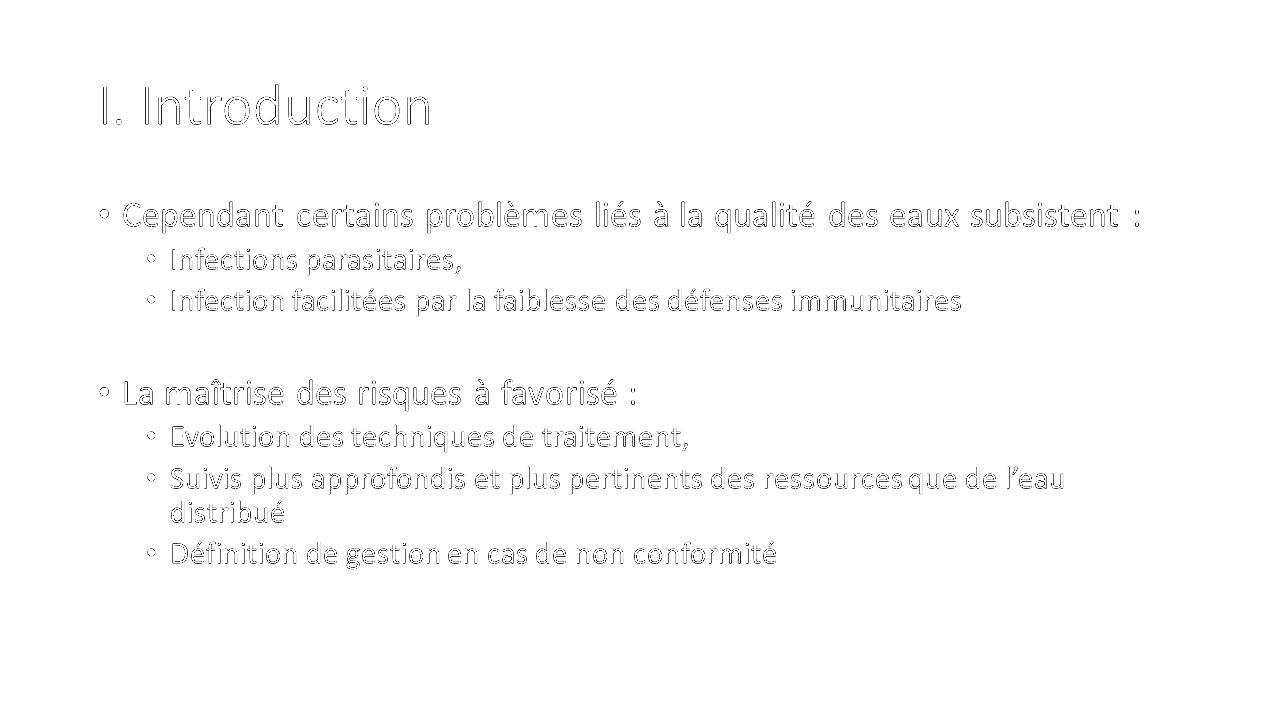 I. Introduction
• Cependant certains problèmes liés à la qualité des eaux subsistent :
• Infections parasitaires,
• Infection facilitées par la faiblesse des défenses immunitaires
• La maîtrise des risques à favorisé :
• Evolution des techniques de traitement,
• Suivis plus approfondis et plus pertinents des ressources que de l’eau
distribué
• Définition de gestion en cas de non conformité